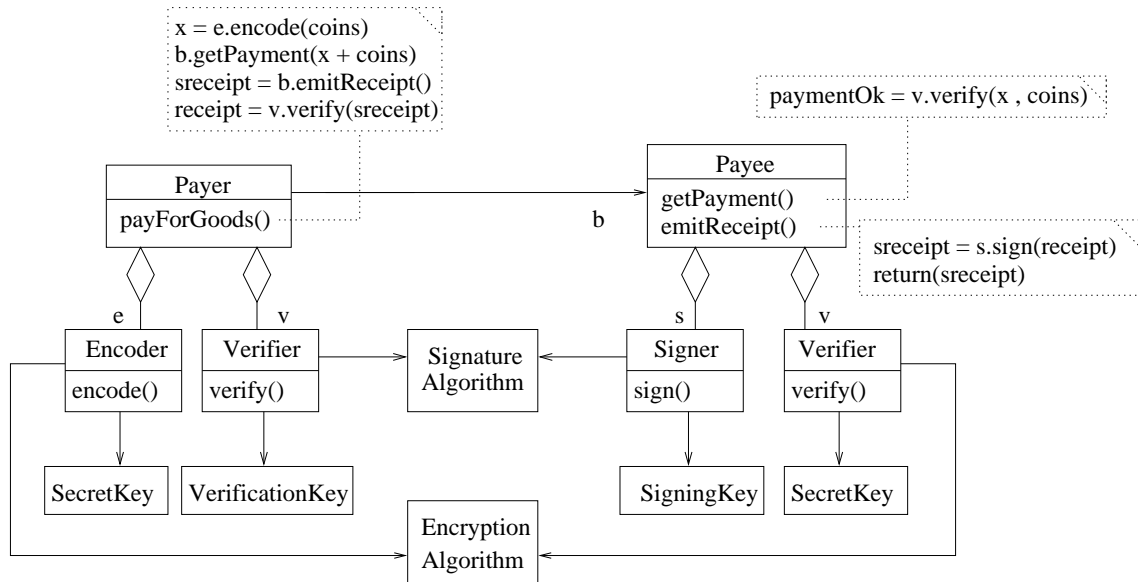 x = e.encode(coins)
b.getPayment(x + coins)
sreceipt = b.emitReceipt()
receipt = v.verify(sreceipt)
paymentOk = v.verify(x , coins)
Payer
payForGoods()
b
Payee
getPayment()
emitReceipt()
sreceipt = s.sign(receipt)
return(sreceipt)
e
v
s
v
Encoder
encode()
Verifier
verify()
Signature
Algorithm
Signer
sign()
Verifier
verify()
SecretKey
VerificationKey
SigningKey
SecretKey
Encryption
Algorithm